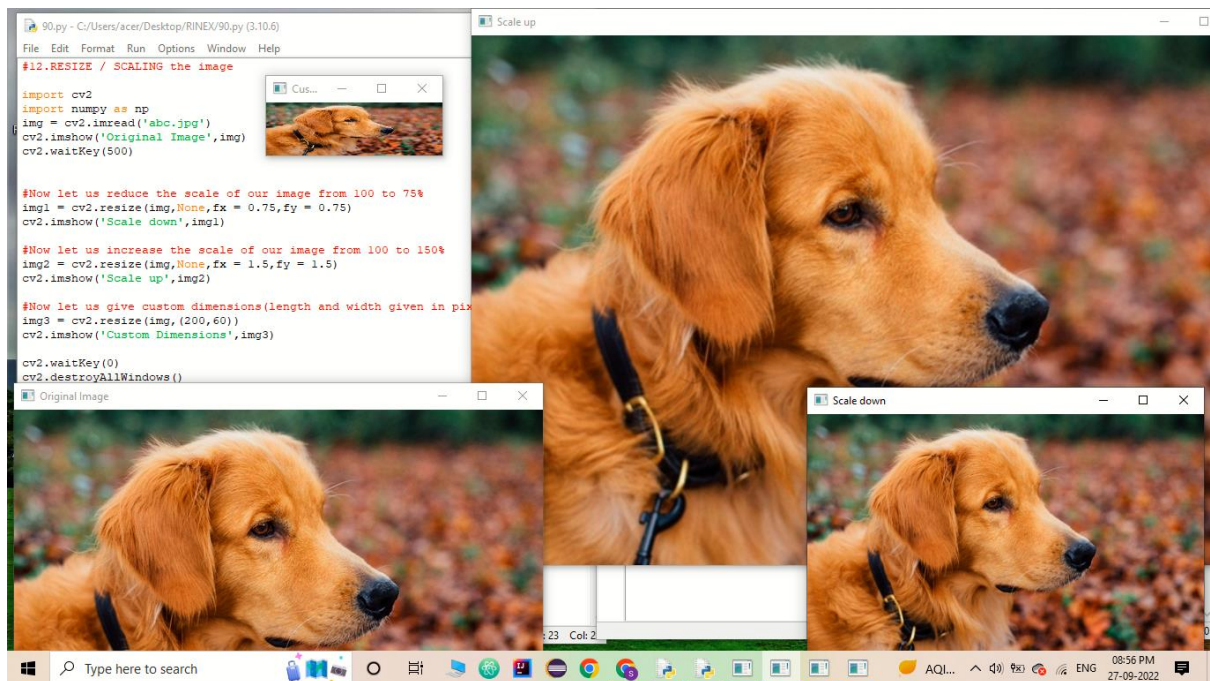 90.py - C:/Users/acer/Desktop/RINEX/90.py (3.10.6)
File Edit Format Run Options Window Help
#12.RESIZE / SCALING the image
import cv2
import numpy as np
img = cv2.imread('abc.jpg')
cv2.imshow('Original Image',img)
cv2.waitKey(500)
#Now let us reduce the scale of our image from 100 to 75%
img1 = cv2.resize(img,None,fx = 0.75,fy = 0.75)
cv2.imshow('Scale down',img1)
#Now let us increase the scale of our image from 100 to 150%
img2 = cv2.resize(img,None,fx = 1.5,fy = 1.5)
cv2.imshow('Scale up',img2)
#Now let us give custom dimensions(length and width given in pix
img3 = cv2.resize(img,(200,60))
cv2.imshow('Custom Dimensions',img3)
cv2.waitKey(0)
cv2.destroyAllWindows()
Cus...
Scale up
Original Image
Scale down
: 23 Col: 2
Type here to search
AQI...
ENG
08:56 PM
27-09-2022